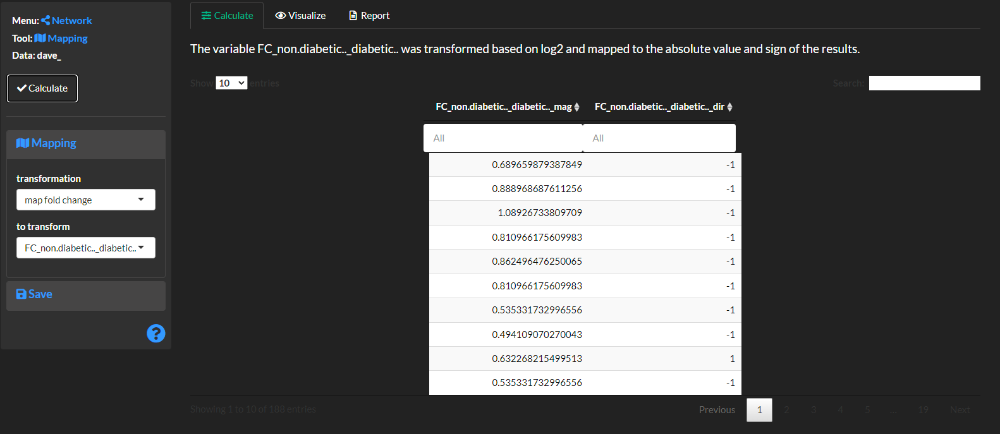 Menu: Network
Tool: Mapping
Data: dave_
Calculate
Mapping
transformation
map fold change
to transform
FC_non.diabetic.._diabetic..
Save
?
Calculate Visualize Report
The variable FC_non.diabetic.._diabetic.. was transformed based on log2 and mapped to the absolute value and sign of the results.
Show 10 entries Search:
FC_non.diabetic.._diabetic.._mag FC_non.diabetic.._diabetic.._dir
All All
0.689659879387849 -1
0.888968687611256 -1
1.08926733809709 -1
0.810966175609983 -1
0.862496476250065 -1
0.810966175609983 -1
0.535331732996556 -1
0.494109070270043 -1
0.632268215499513 1
0.535331732996556 -1
Showing 1 to 10 of 188 entries Previous 1 2 3 4 5 ... 19 Next